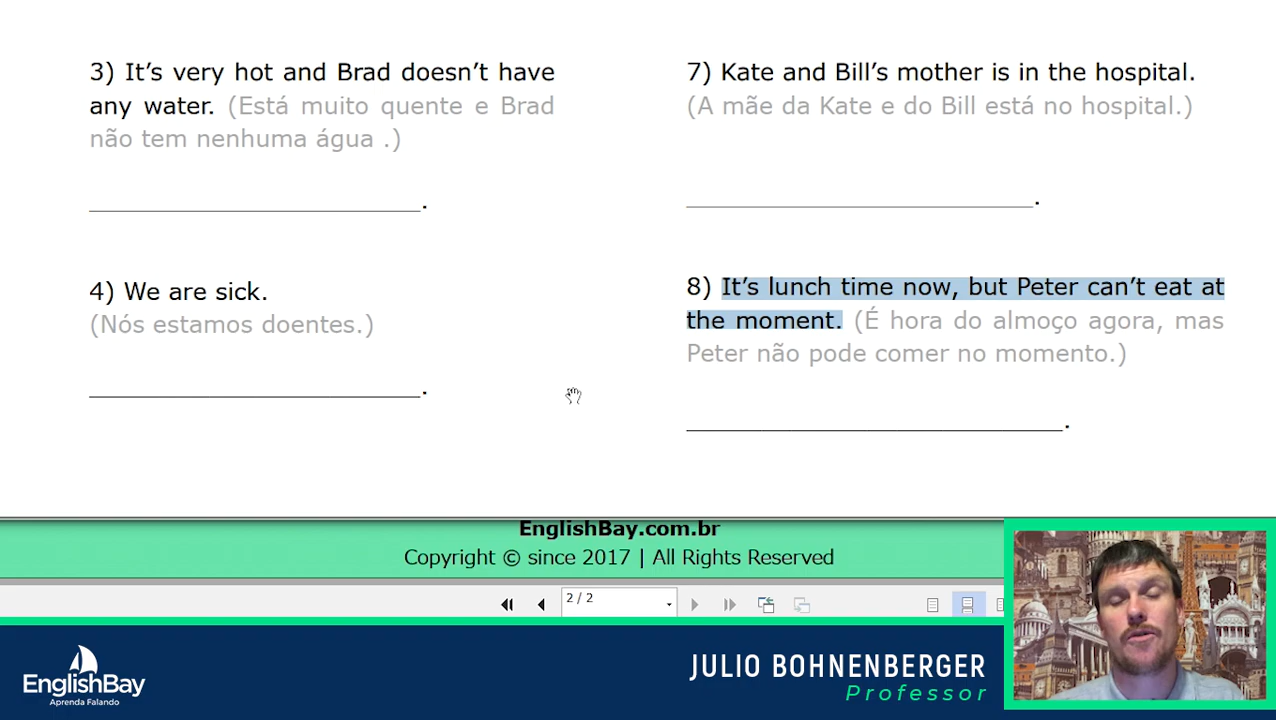 3) It's very hot and Brad doesn't have
any water. (Está muito quente e Brad
não tem nenhuma água .)
_________________________.
4) We are sick.
(Nós estamos doentes.)
_________________________.
7) Kate and Bill's mother is in the hospital.
(A mãe da Kate e do Bill está no hospital.)
__________________________.
8) It's lunch time now, but Peter can't eat at
the moment. (É hora do almoço agora, mas
Peter não pode comer no momento.)
____________________________.
EnglishBay.com.br
Copyright © since 2017 | All Rights Reserved
2 / 2
EnglishBay
Aprenda Falando
JULIO BOHNENBERGER
Professor